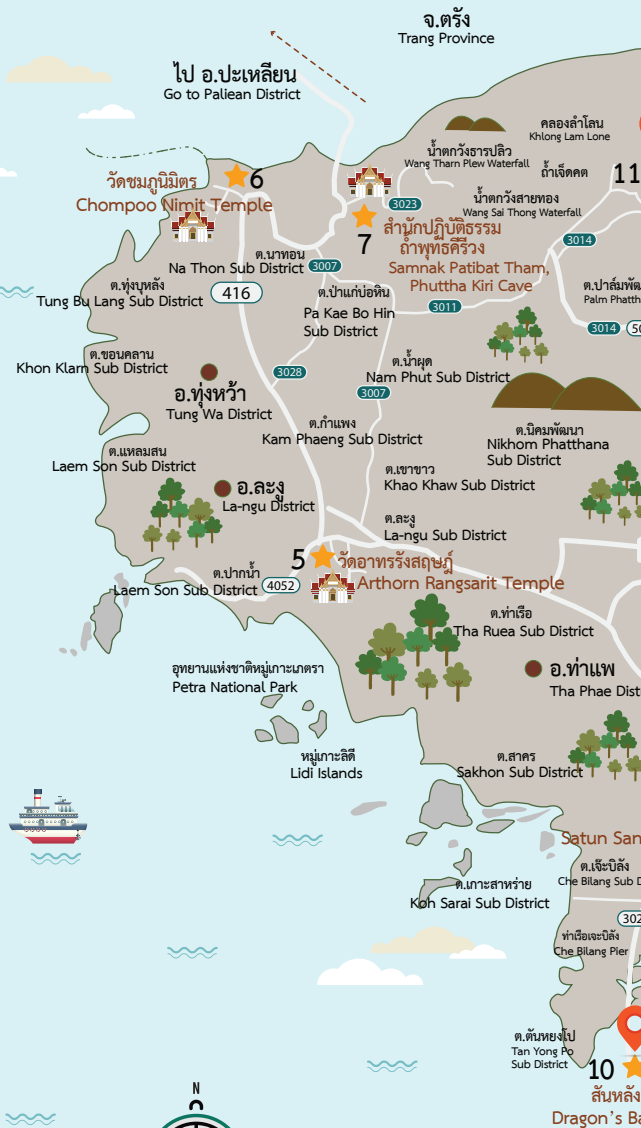 จ.ตรัง
Trang Province
ไป อ.ปะเหลียน
Go to Paliean District
คลองลำโลน
Khlong Lam Lone
น้ำตกวังธารปลิว
Wang Tharn Plew Waterfall
ถ้ำเจ็ดคต
11
วัดชมภูนิมิตร
Chompoo Nimit Temple
6
น้ำตกวังสายทอง
Wang Sai Thong Waterfall
3023
7
สำนักปฏิบัติธรรม
ถ้ำพุทธคีรีวง
Samnak Patibat Tham,
Phuttha Kiri Cave
3014
ต.นาทอน
Na Thon Sub District
3007
ต.ทุ่งบุหลัง
Tung Bu Lang Sub District
416
ต.ป่าแก่บ่อหิน
Pa Kae Bo Hin
Sub District
3011
ต.ปาล์มพัฒ
Palm Phatth
3014
50
ต.ขอนคลาน
Khon Klarn Sub District
ต.น้ำผุด
Nam Phut Sub District
3028
3007
อ.ทุ่งหว้า
Tung Wa District
ต.กำแพง
Kam Phaeng Sub District
ต.นิคมพัฒนา
Nikhom Phatthana
Sub District
ต.แหลมสน
Laem Son Sub District
ต.เขาขาว
Khao Khaw Sub District
อ.ละงู
La-ngu District
ต.ละงู
La-ngu Sub District
5
วัดอาทรรังสฤษฎ์
Arthorn Rangsarit Temple
ต.ปากน้ำ
Laem Son Sub District
4052
ต.ท่าเรือ
Tha Ruea Sub District
อุทยานแห่งชาติหมู่เกาะเภตรา
Petra National Park
อ.ท่าแพ
Tha Phae Dist
หมู่เกาะลิดี
Lidi Islands
ต.สาคร
Sakhon Sub District
Satun San
ต.เจ๊ะบิลัง
Che Bilang Sub D
ต.เกาะสาหร่าย
Koh Sarai Sub District
302
ท่าเรือเจะบิลัง
Che Bilang Pier
ต.ตันหยงโป
Tan Yong Po
Sub District
10
สันหลัง
Dragon's Ba
N